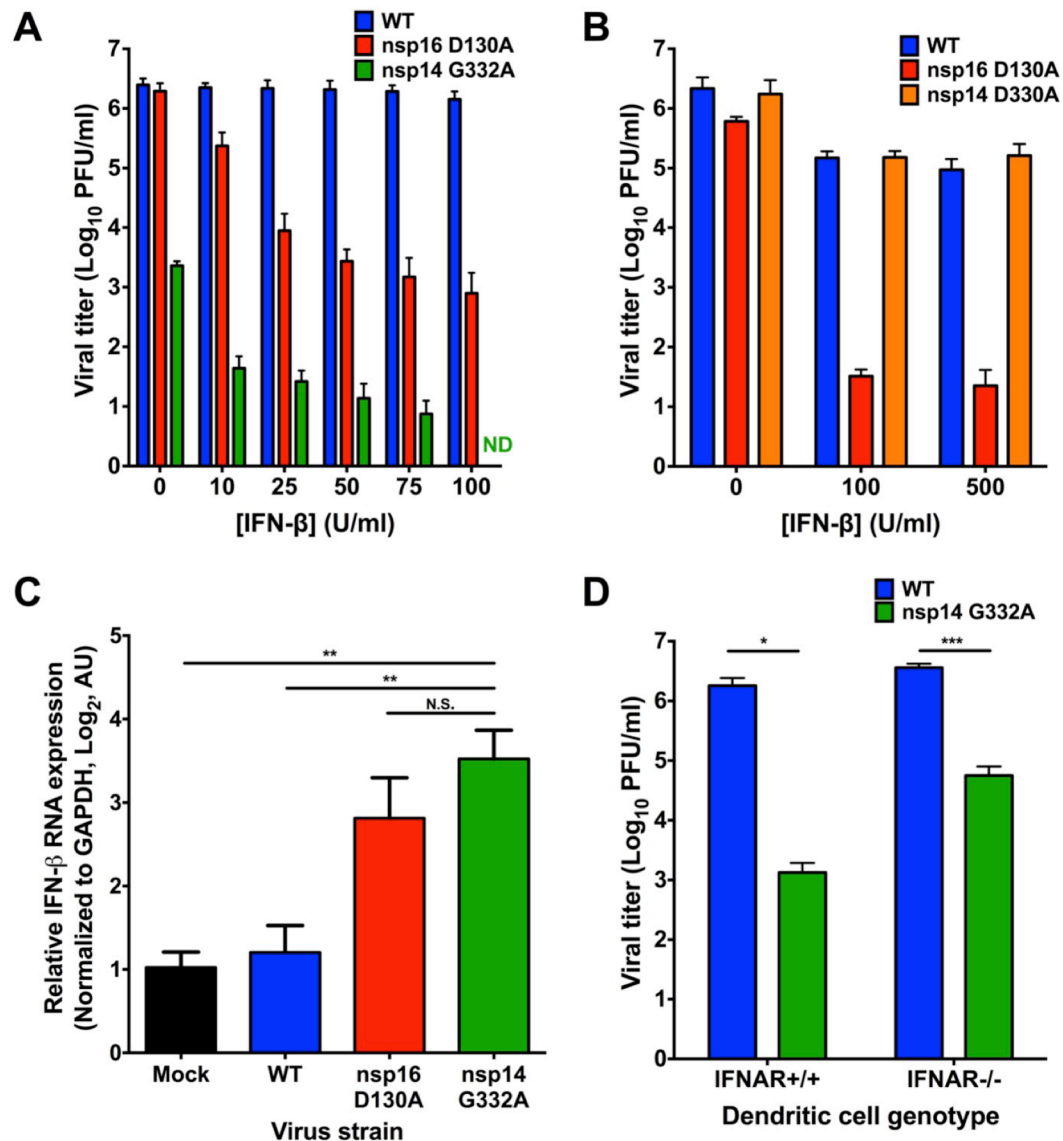 A
WT
nsp16 D130A
nsp14 G332A
Viral titer (Log10 PFU/ml)
7
6
5
4
3
2
1
0
ND
0 10 25 50 75 100
[IFN-β] (U/ml)
B
WT
nsp16 D130A
nsp14 D330A
Viral titer (Log10 PFU/ml)
7
6
5
4
3
2
1
0
0 100 500
[IFN-β] (U/ml)
C
Relative IFN-β RNA expression
(Normalized to GAPDH, Log2, AU)
5
4
3
2
1
0
**
**
N.S.
Mock WT nsp16 nsp14
D130A G332A
Virus strain
D
WT
nsp14 G332A
Viral titer (Log10 PFU/ml)
7
6
5
4
3
2
1
0
* ***
IFNAR+/+ IFNAR-/-
Dendritic cell genotype